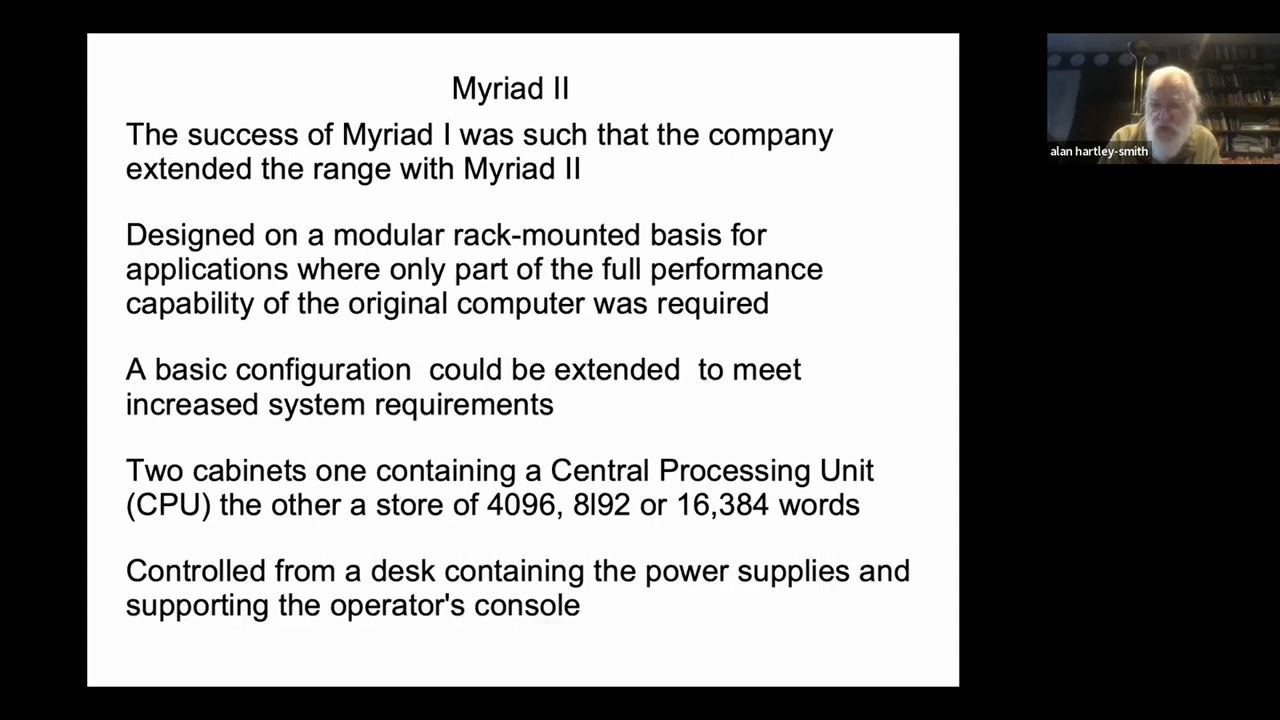 Myriad II
The success of Myriad I was such that the company
extended the range with Myriad II
Designed on a modular rack-mounted basis for
applications where only part of the full performance
capability of the original computer was required
A basic configuration  could be extended  to meet
increased system requirements
Two cabinets one containing a Central Processing Unit
(CPU) the other a store of 4096, 8l92 or 16,384 words
Controlled from a desk containing the power supplies and
supporting the operator's console
alan hartley-smith